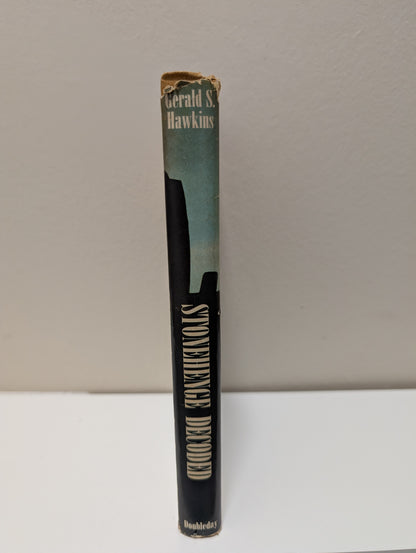 Gerald S.
Hawkins
STONEHENGE DECODED
Doubleday